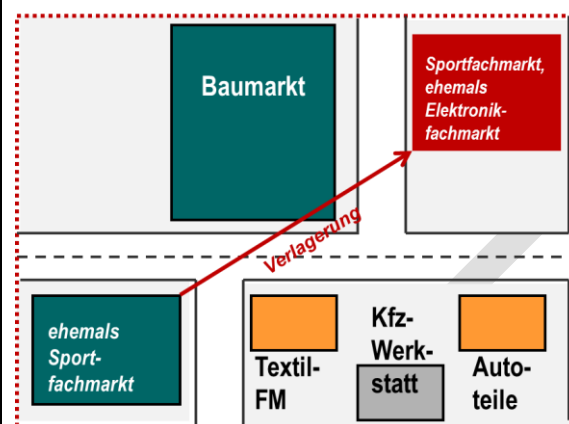 Baumarkt
Sportfachmarkt,
ehemals
Elektronik-
fachmarkt
Verlagerung
ehemals
Sport-
fachmarkt
Textil-
FM
Kfz-
Werk-
statt
Auto-
teile